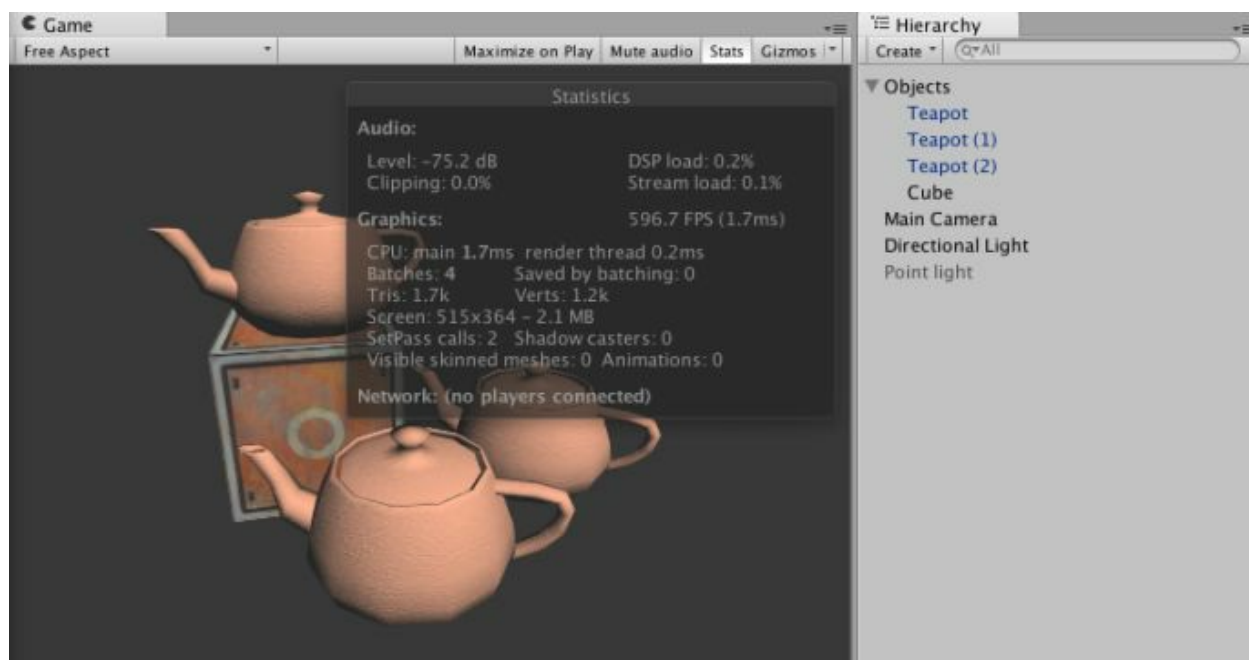 Game
Free Aspect Maximize on Play Mute audio Stats Gizmos
Statistics
Audio:
Level: -75.2 dB DSP load: 0.2%
Clipping: 0.0% Stream load: 0.1%
Graphics: 596.7 FPS (1.7ms)
CPU: main 1.7ms render thread 0.2ms
Batches: 4 Saved by batching: 0
Tris: 1.7k Verts: 1.2k
Screen: 515x364 - 2.1 MB
SetPass calls: 2 Shadow casters: 0
Visible skinned meshes: 0 Animations: 0
Network: (no players connected)
Hierarchy
Create All
Objects
Teapot
Teapot (1)
Teapot (2)
Cube
Main Camera
Directional Light
Point light